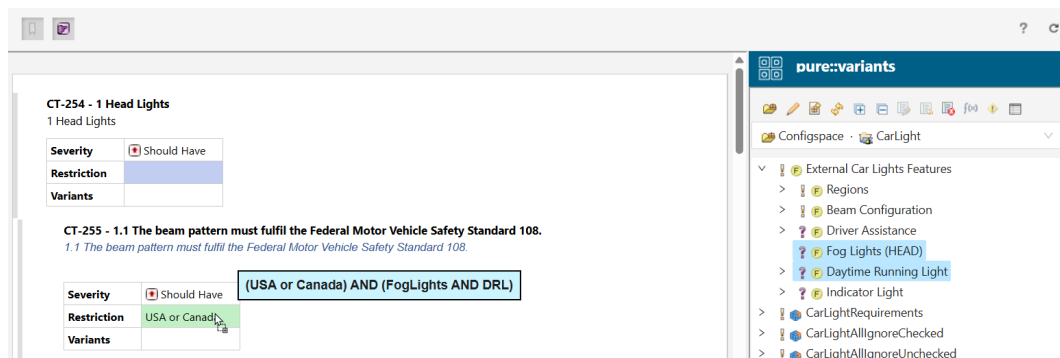 ?
pure::variants
f(x)
Configspace · CarLight
CT-254 - 1 Head Lights
1 Head Lights
Severity Should Have
Restriction
Variants
CT-255 - 1.1 The beam pattern must fulfil the Federal Motor Vehicle Safety Standard 108.
1.1 The beam pattern must fulfil the Federal Motor Vehicle Safety Standard 108.
(USA or Canada) AND (FogLights AND DRL)
Severity Should Have
Restriction USA or Canada
Variants
External Car Lights Features
Regions
Beam Configuration
Driver Assistance
Fog Lights (HEAD)
Daytime Running Light
Indicator Light
CarLightRequirements
CarLightAllIgnoreChecked
CarLightAllIgnoreUnchecked